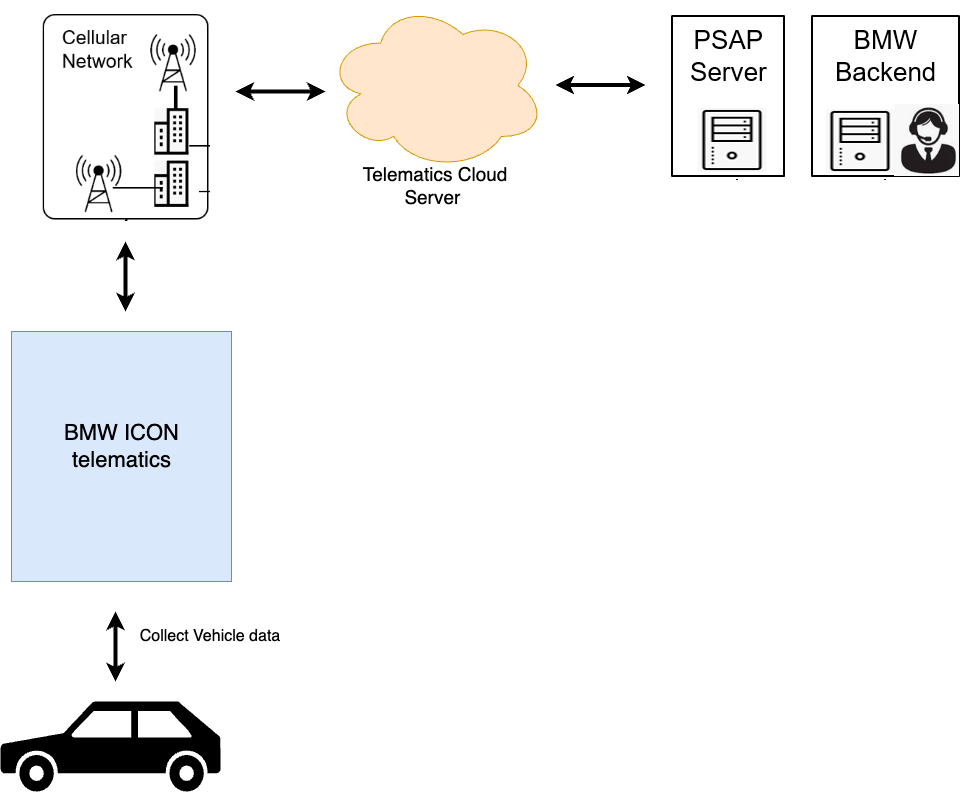 Cellular
Network
Telematics Cloud
Server
PSAP
Server
BMW
Backend
BMW ICON
telematics
Collect Vehicle data